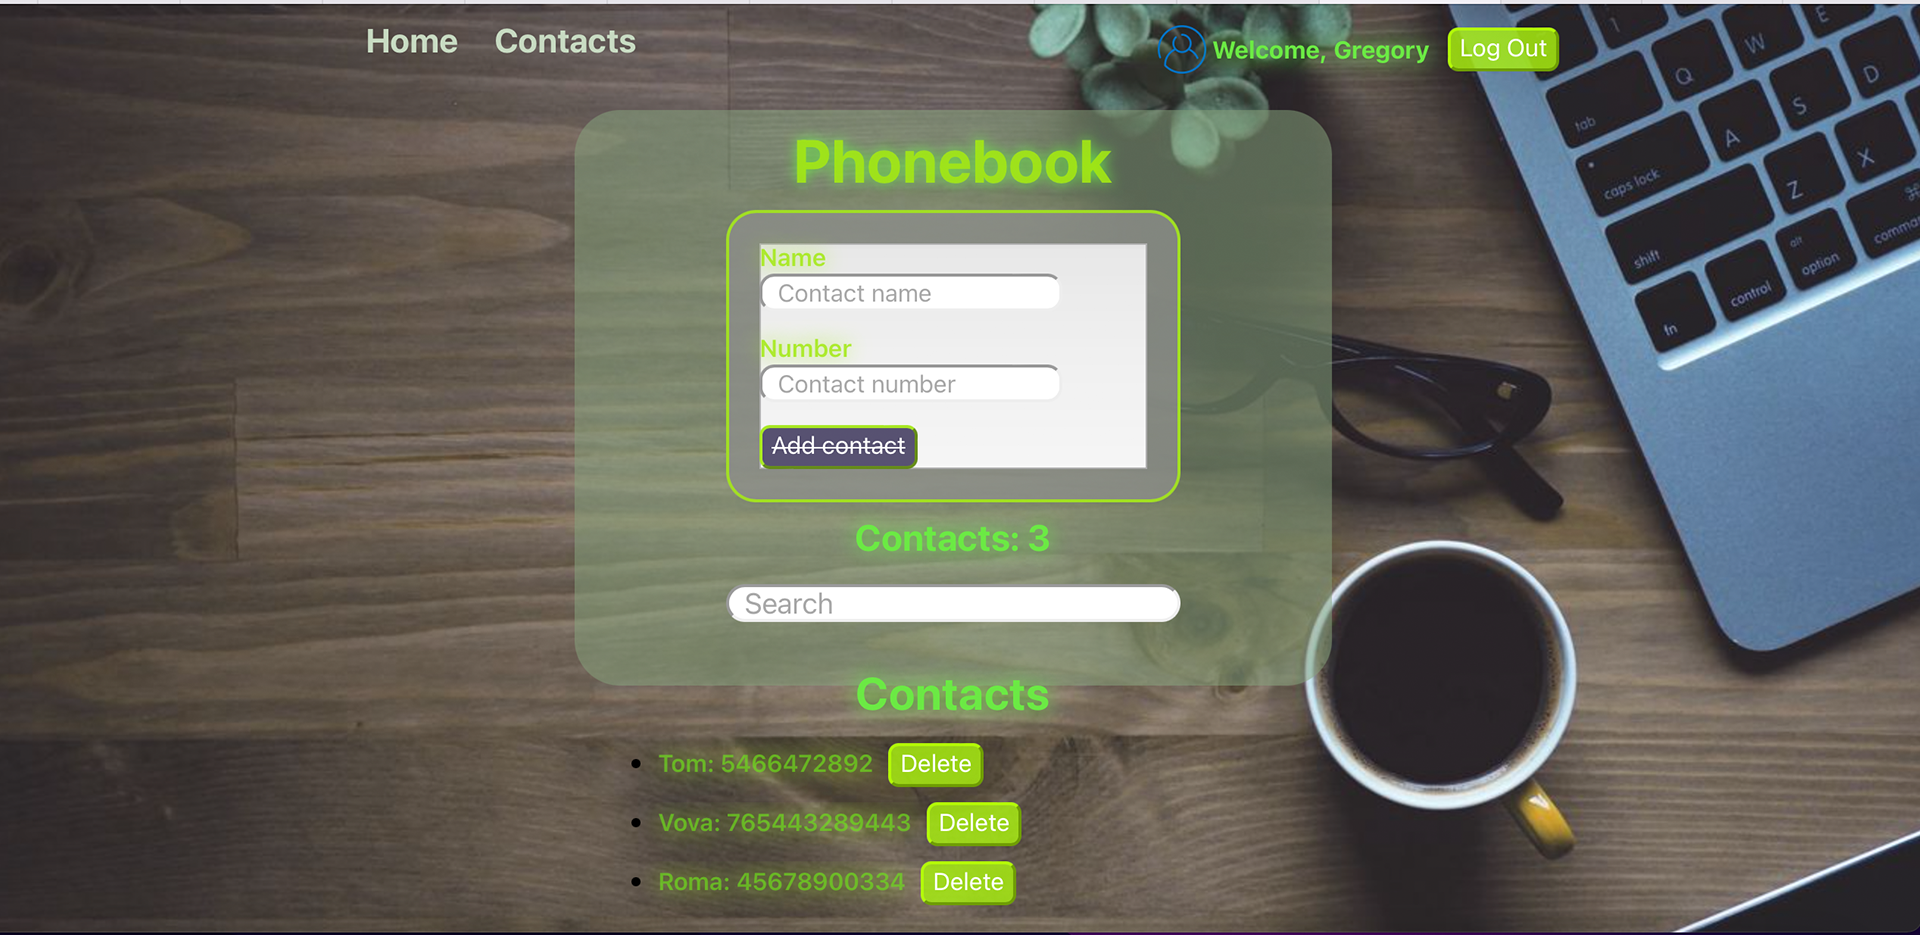 Home Contacts Welcome, Gregory Log Out
Phonebook
Name
Contact name
Number
Contact number
Add contact
Contacts: 3
Search
Contacts
Tom: 5466472892 Delete
Vova: 765443289443 Delete
Roma: 45678900334 Delete
1 W E
Q S D
tab A X
caps lock Z ⌘
shift alt comman
fn control option